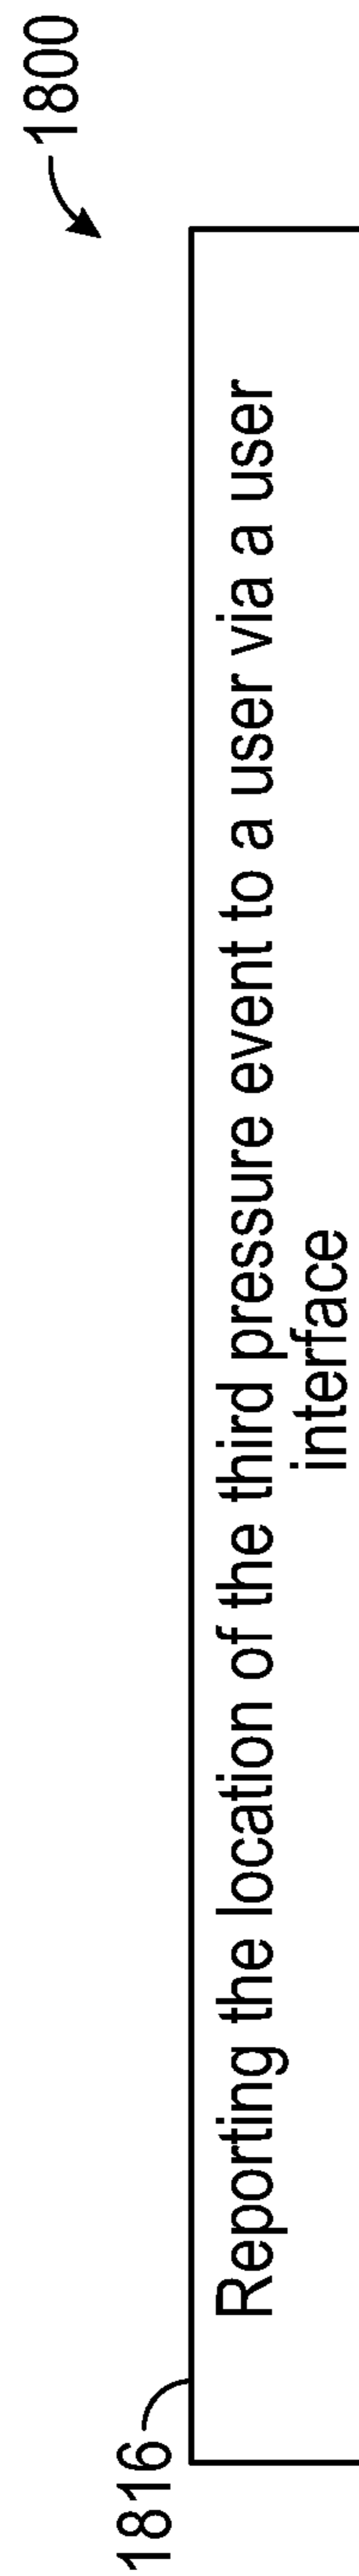 1800
1816
Reporting the location of the third pressure event to a user via a user
interface